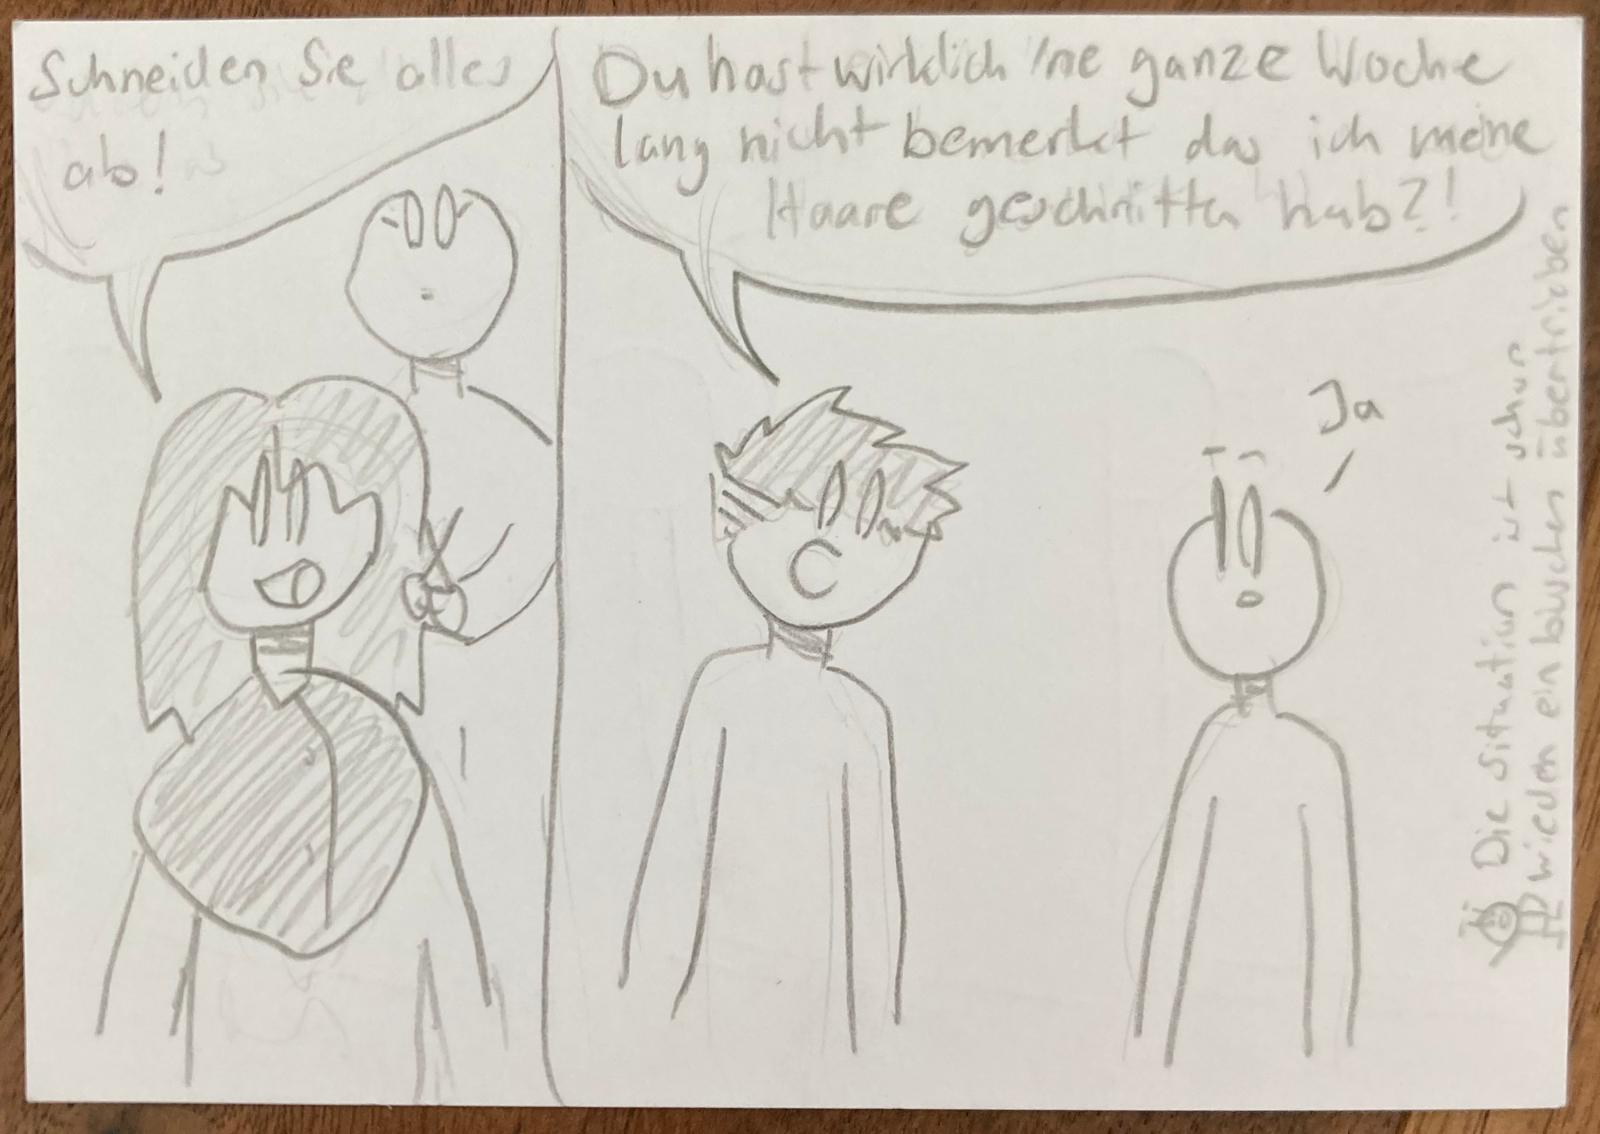 Schneiden Sie alles
ab!
Du hast wirklich 'ne ganze Woche
lang nicht bemerkt das ich meine
Haare geschnitten hab?!
Ja
Die situation ist schon
wieder ein bisschen übertrieben